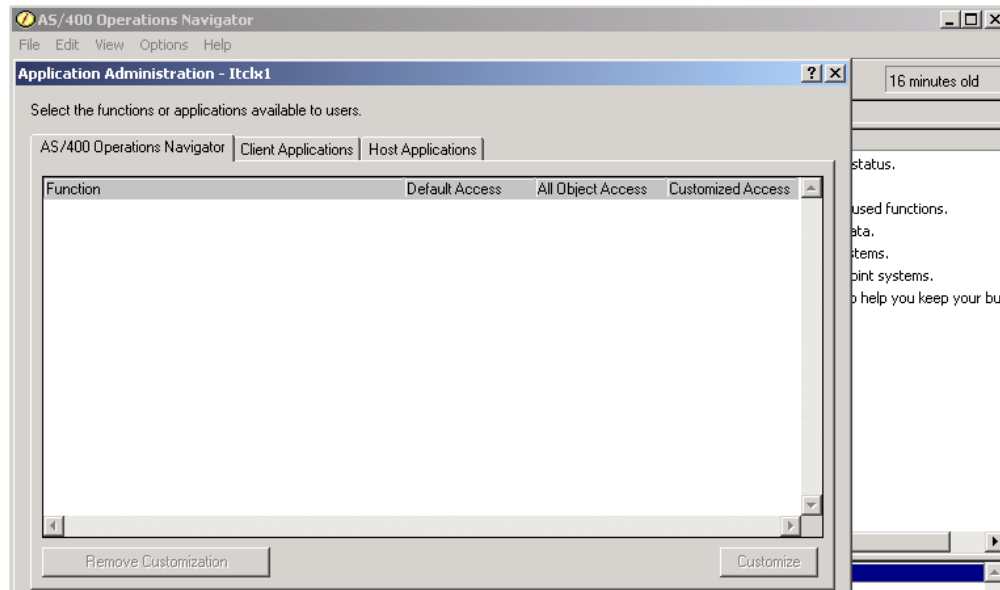 AS/400 Operations Navigator
File Edit View Options Help
Application Administration - Itclx1
16 minutes old
Select the functions or applications available to users.
AS/400 Operations Navigator Client Applications Host Applications
status.
Function Default Access All Object Access Customized Access
used functions.
ata.
stems.
oint systems.
o help you keep your bu
Remove Customization Customize